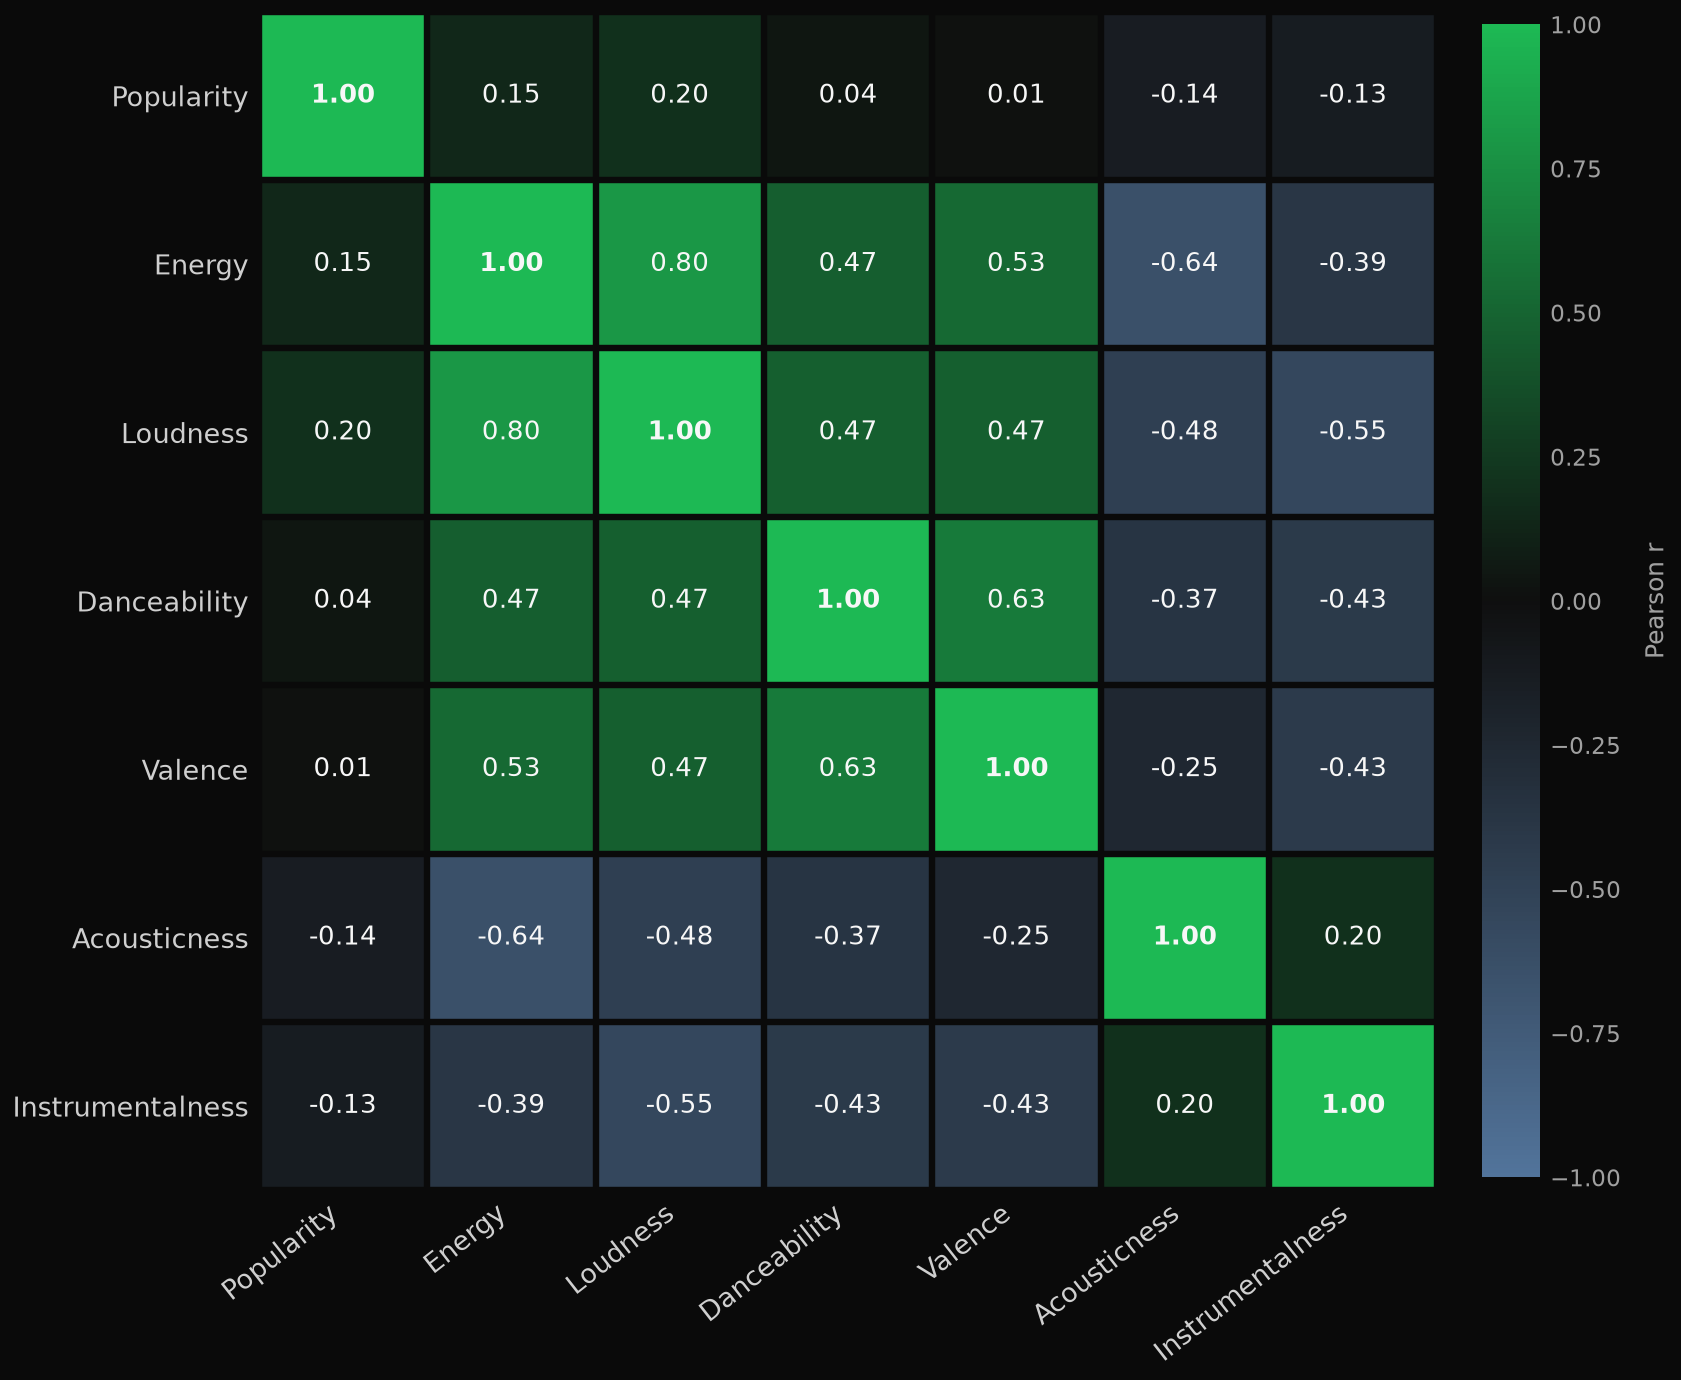 Popularity 1.00 0.15 0.20 0.04 0.01 -0.14 -0.13
Energy 0.15 1.00 0.80 0.47 0.53 -0.64 -0.39
Loudness 0.20 0.80 1.00 0.47 0.47 -0.48 -0.55
Danceability 0.04 0.47 0.47 1.00 0.63 -0.37 -0.43
Valence 0.01 0.53 0.47 0.63 1.00 -0.25 -0.43
Acousticness -0.14 -0.64 -0.48 -0.37 -0.25 1.00 0.20
Instrumentalness -0.13 -0.39 -0.55 -0.43 -0.43 0.20 1.00
Popularity Energy Loudness Danceability Valence Acousticness Instrumentalness
1.00
0.75
0.50
0.25
0.00
−0.25
−0.50
−0.75
−1.00
Pearson r